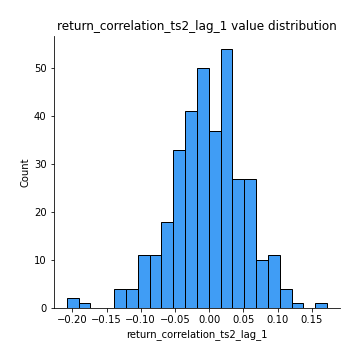 return_correlation_ts2_lag_1 value distribution
50
40
30
20
10
0
Count
−0.20 −0.15 −0.10 −0.05 0.00 0.05 0.10 0.15
return_correlation_ts2_lag_1